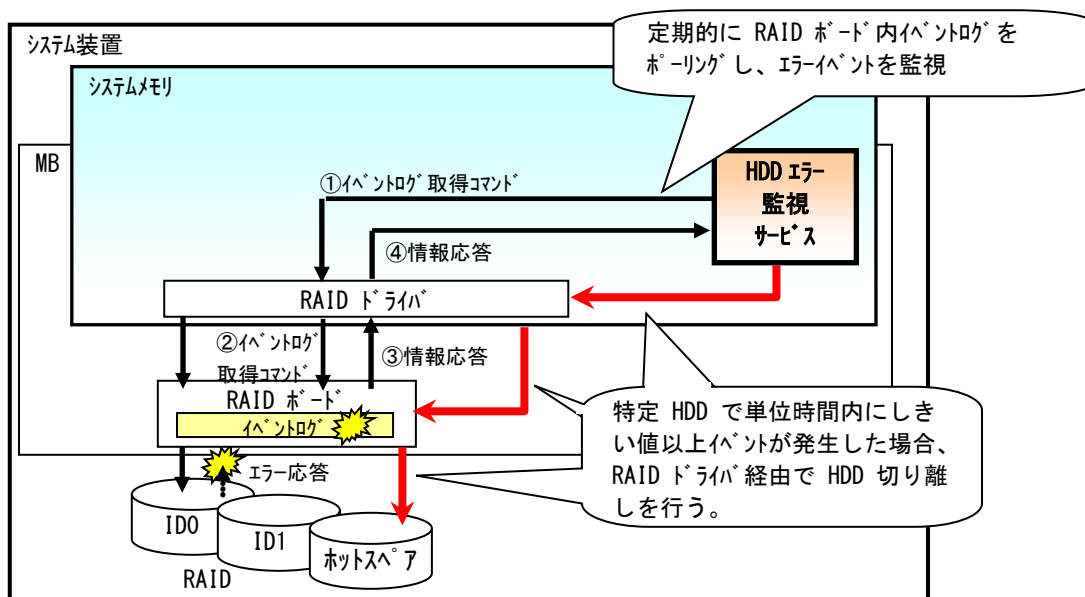 定期的に RAID ﾎﾞｰﾄﾞ内ｲﾍﾞﾝﾄﾛｸﾞを
ﾎﾟｰﾘﾝｸﾞし、ｴﾗｰｲﾍﾞﾝﾄを監視
ｼｽﾃﾑ装置
ｼｽﾃﾑﾒﾓﾘ
MB
①ｲﾍﾞﾝﾄﾛｸﾞ取得ｺﾏﾝﾄﾞ
HDD ｴﾗｰ
監視
ｻｰﾋﾞｽ
④情報応答
RAID ﾄﾞﾗｲﾊﾞ
②ｲﾍﾞﾝﾄﾛｸﾞ
取得ｺﾏﾝﾄﾞ
③情報応答
RAID ﾎﾞｰﾄﾞ
ｲﾍﾞﾝﾄﾛｸﾞ
特定 HDD で単位時間内にしき
い値以上ｲﾍﾞﾝﾄが発生した場合、
RAID ﾄﾞﾗｲﾊﾞ経由で HDD 切り離
しを行う。
ｴﾗｰ応答
ID0
ID1
ﾎｯﾄｽﾍﾟｱ
RAID